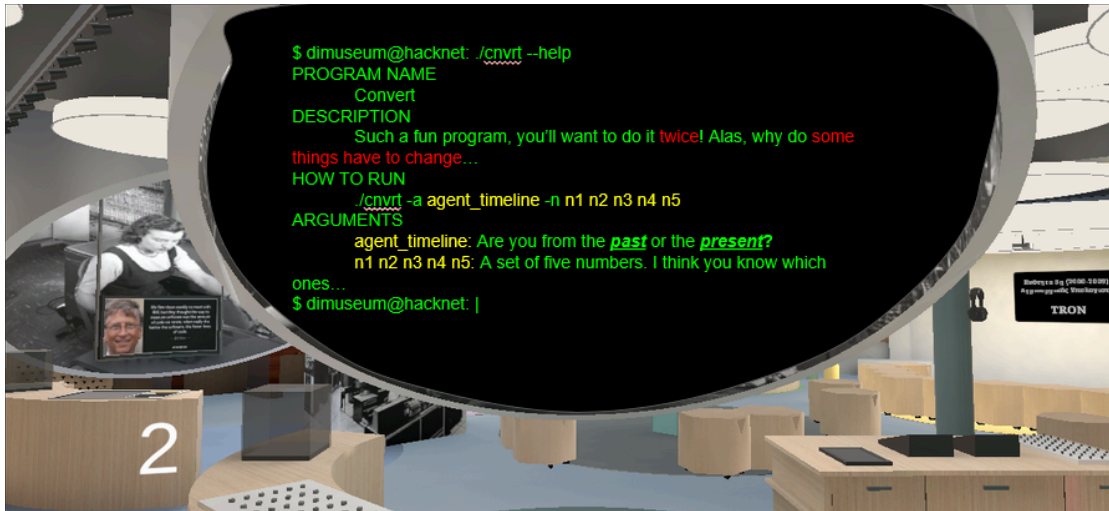 $ dimuseum@hacknet: ./cnvrt --help
PROGRAM NAME
Convert
DESCRIPTION
Such a fun program, you'll want to do it twice! Alas, why do some
things have to change…
HOW TO RUN
./cnvrt -a agent_timeline -n n1 n2 n3 n4 n5
ARGUMENTS
agent_timeline: Are you from the past or the present?
n1 n2 n3 n4 n5: A set of five numbers. I think you know which
ones…
$ dimuseum@hacknet: |
TRON
2